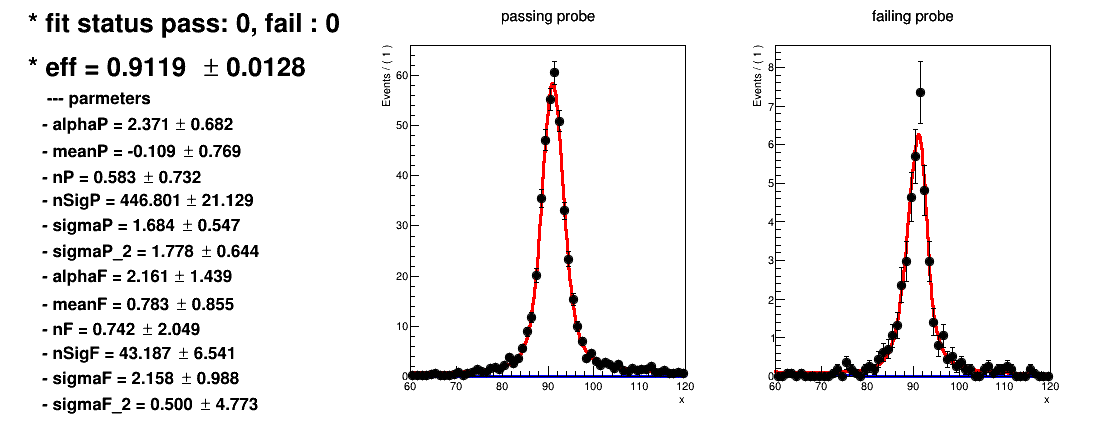 * fit status pass: 0, fail : 0
* eff = 0.9119 ± 0.0128
--- parmeters
- alphaP = 2.371 ± 0.682
- meanP = -0.109 ± 0.769
- nP = 0.583 ± 0.732
- nSigP = 446.801 ± 21.129
- sigmaP = 1.684 ± 0.547
- sigmaP_2 = 1.778 ± 0.644
- alphaF = 2.161 ± 1.439
- meanF = 0.783 ± 0.855
- nF = 0.742 ± 2.049
- nSigF = 43.187 ± 6.541
- sigmaF = 2.158 ± 0.988
- sigmaF_2 = 0.500 ± 4.773
passing probe
Events / ( 1 )
60
50
40
30
20
10
0
60 70 80 90 100 110 120
x
failing probe
Events / ( 1 )
8
7
6
5
4
3
2
1
0
60 70 80 90 100 110 120
x